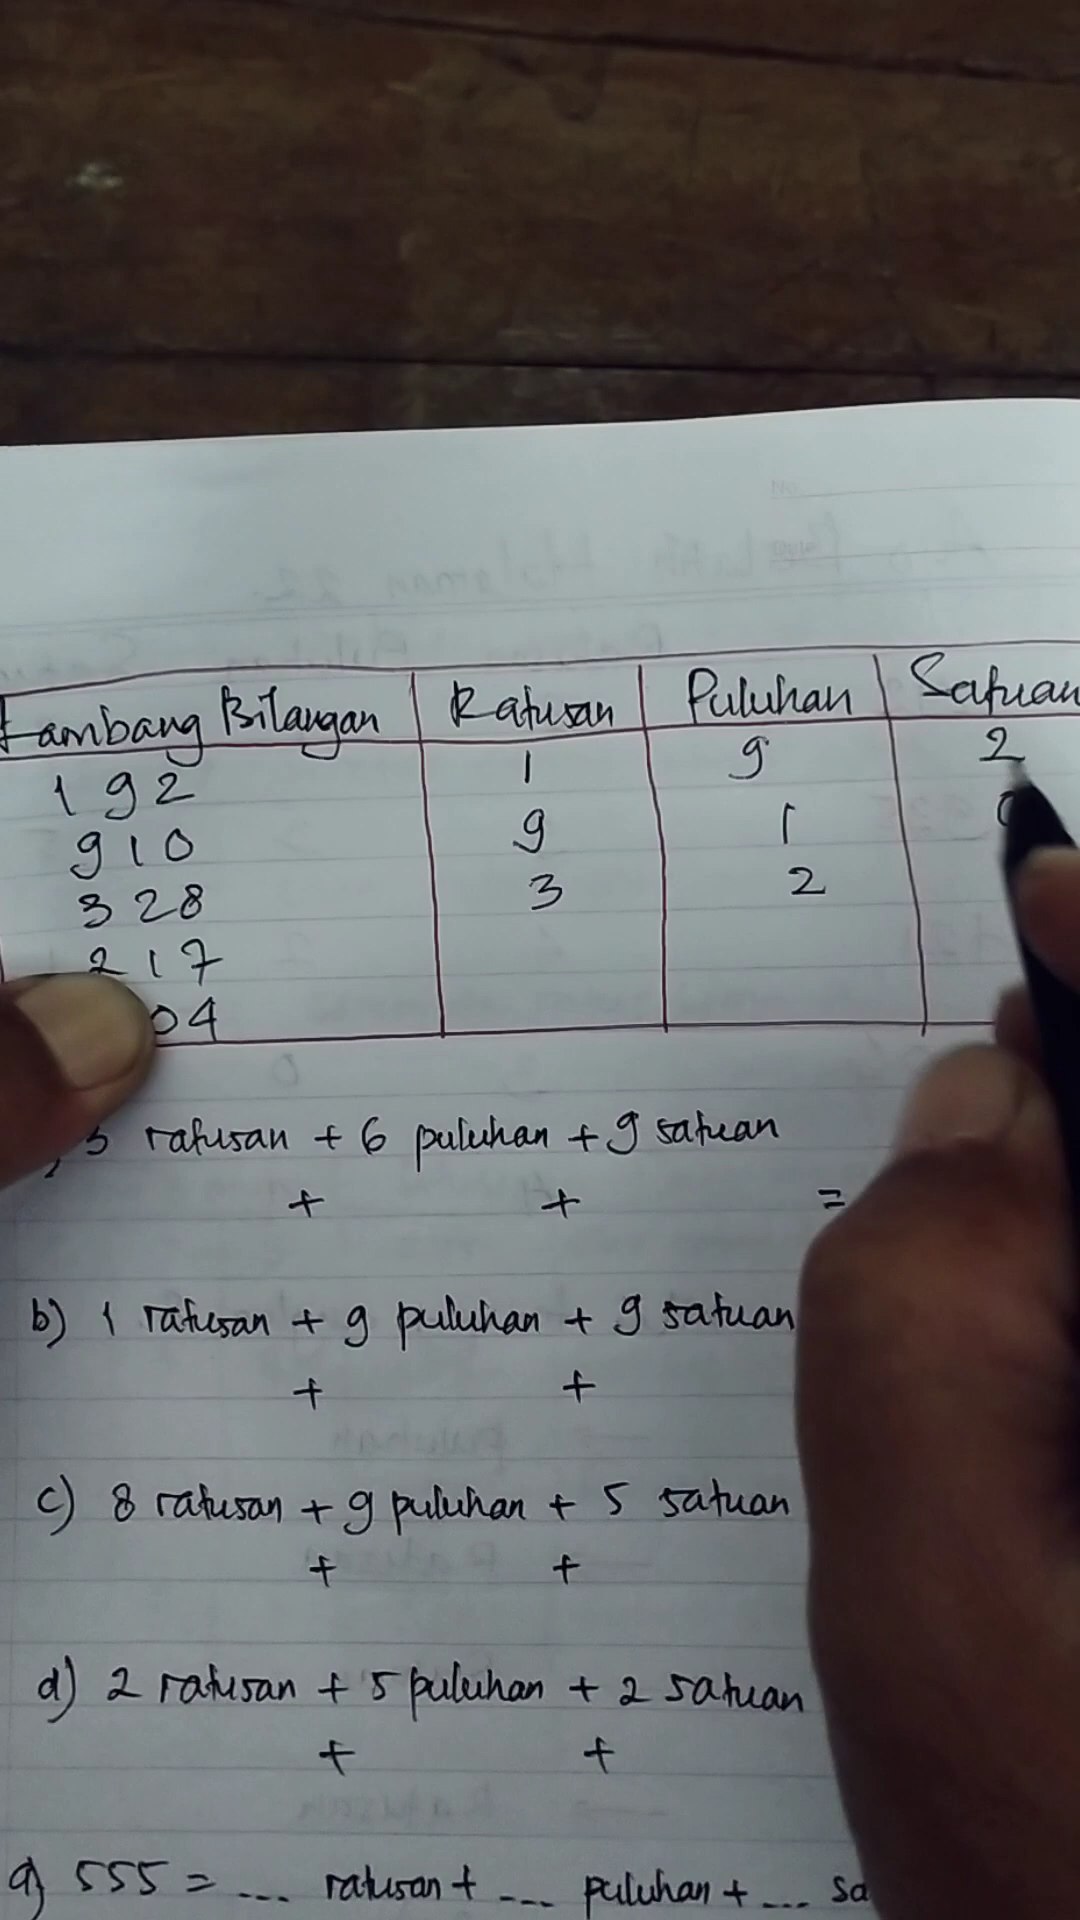 Lambang Bilangan Ratusan Puluhan Satuan
192 1 9 2
910 9 1
328 3 2
217
04
ratusan + 6 puluhan + 9 satuan
+ + =
b) 1 ratusan + 9 puluhan + 9 satuan
+ +
c) 8 ratusan + 9 puluhan + 5 satuan
+ +
d) 2 ratusan + 5 puluhan + 2 satuan
+ +
a) 555 = ... ratusan + ... puluhan + ... sa